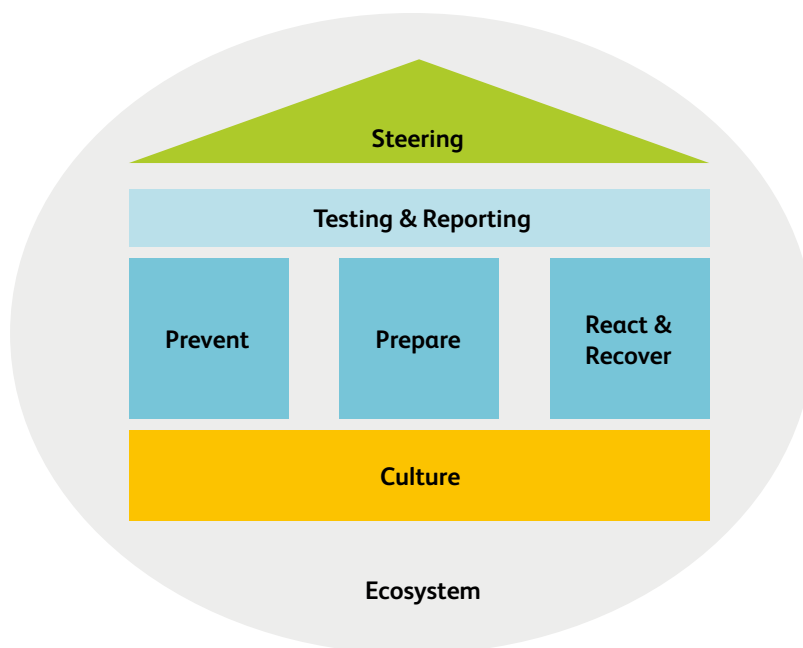 Steering
Testing & Reporting
Prevent
Prepare
React &
Recover
Culture
Ecosystem